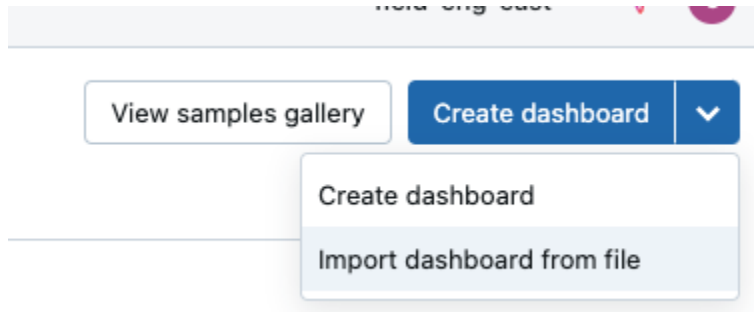 View samples gallery
Create dashboard
Create dashboard
Import dashboard from file